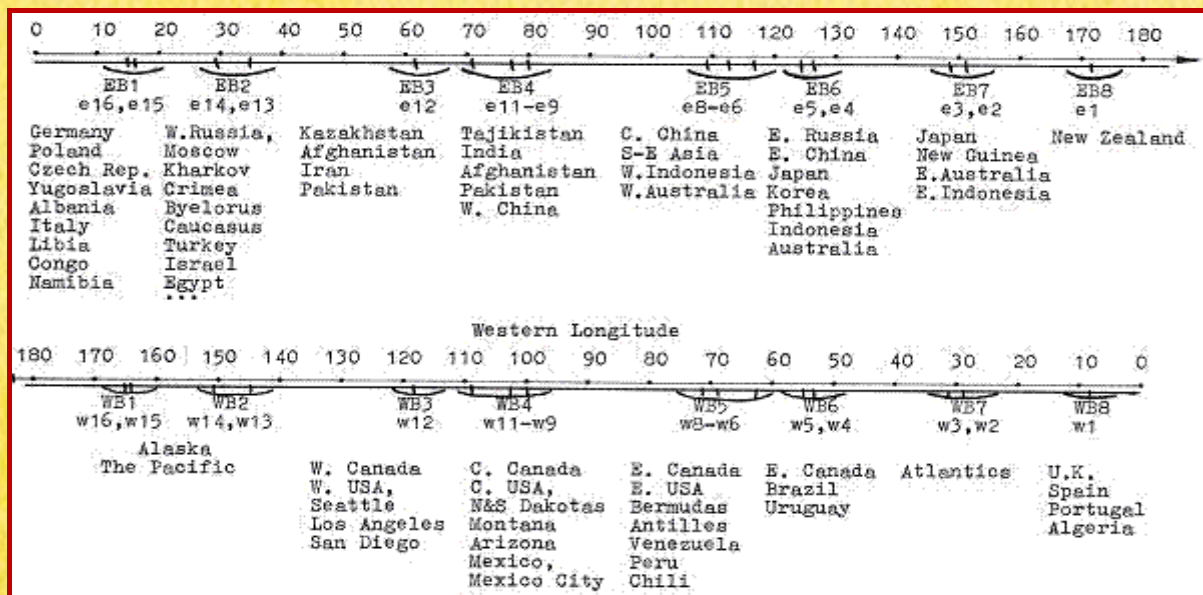 0 10 20 30 40 50 60 70 80 90 100 110 120 130 140 150 160 170 180
EB1 EB2 EB3 EB4 EB5 EB6 EB7 EB8
e16,e15 e14,e13 e12 e11-e9 e8-e6 e5,e4 e3,e2 e1
Germany W.Russia, Kazakhstan Tajikistan C. China E. Russia Japan New Zealand
Poland Moscow Afghanistan India S-E Asia E. China New Guinea
Czech Rep. Kharkov Iran Afghanistan W.Indonesia Japan E.Australia
Yugoslavia Crimea Pakistan Pakistan W.Australia Korea E.Indonesia
Albania Byelorus W. China Philippines
Italy Caucasus Indonesia
Libia Turkey Australia
Congo Israel
Namibia Egypt
...
Western Longitude
180 170 160 150 140 130 120 110 100 90 80 70 60 50 40 30 20 10 0
WB1 WB2 WB3 WB4 WB5 WB6 WB7 WB8
w16,w15 w14,w13 w12 w11-w9 w8-w6 w5,w4 w3,w2 w1
Alaska
The Pacific
W. Canada C. Canada E. Canada E. Canada Atlantics U.K.
W. USA, C. USA, E. USA Brazil Spain
Seattle N&S Dakotas Bermudas Uruguay Portugal
Los Angeles Montana Antilles Algeria
San Diego Arizona Venezuela
Mexico, Peru
Mexico City Chili